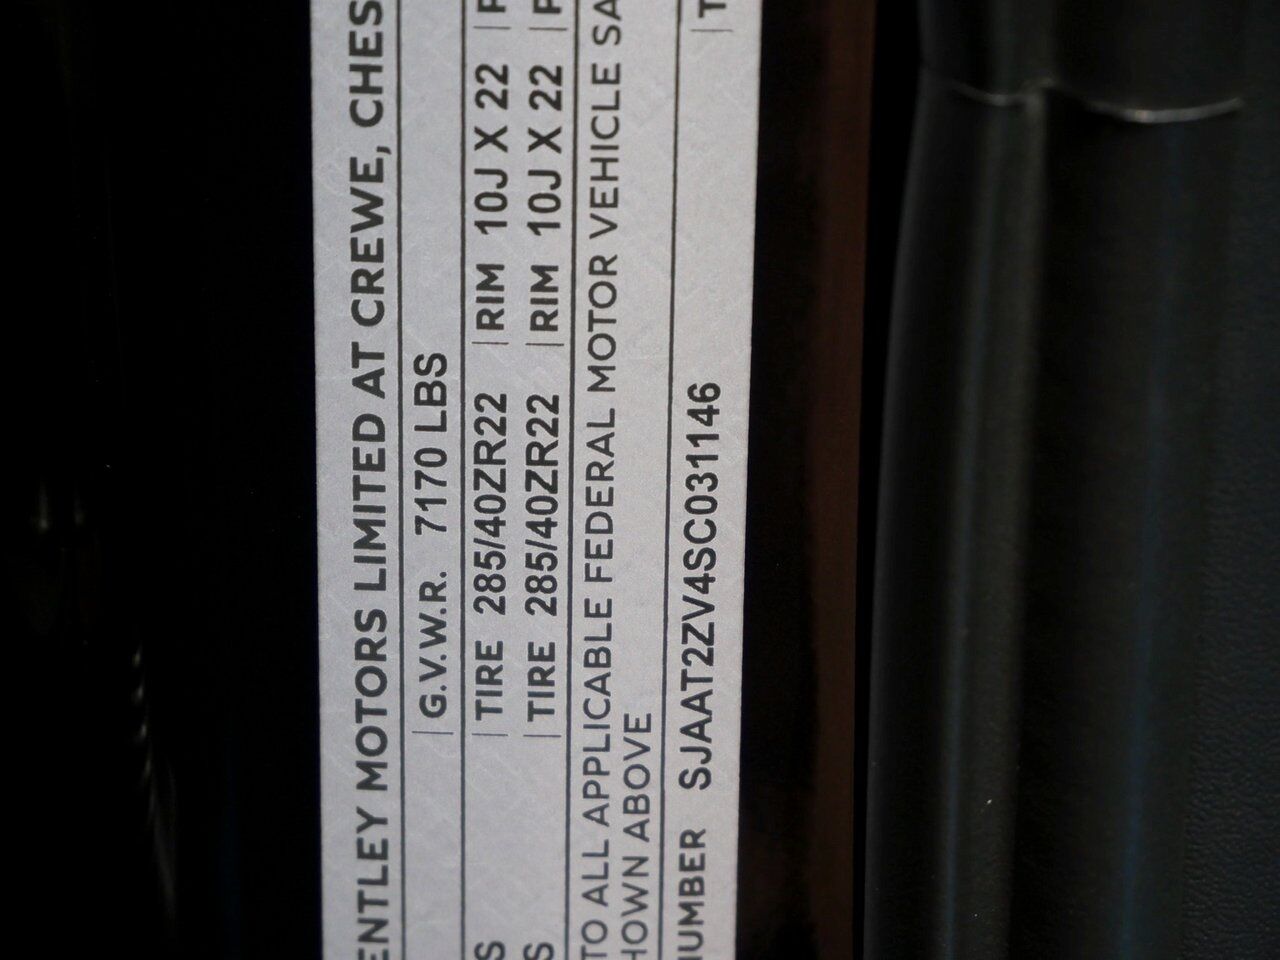 ENTLEY MOTORS LIMITED AT CREWE, CHES
G.V.W.R. 7170 LBS
S TIRE 285/40ZR22 RIM 10J X 22
S TIRE 285/40ZR22 RIM 10J X 22
TO ALL APPLICABLE FEDERAL MOTOR VEHICLE SA
HOWN ABOVE
NUMBER SJAAT2ZV4SC031146 T